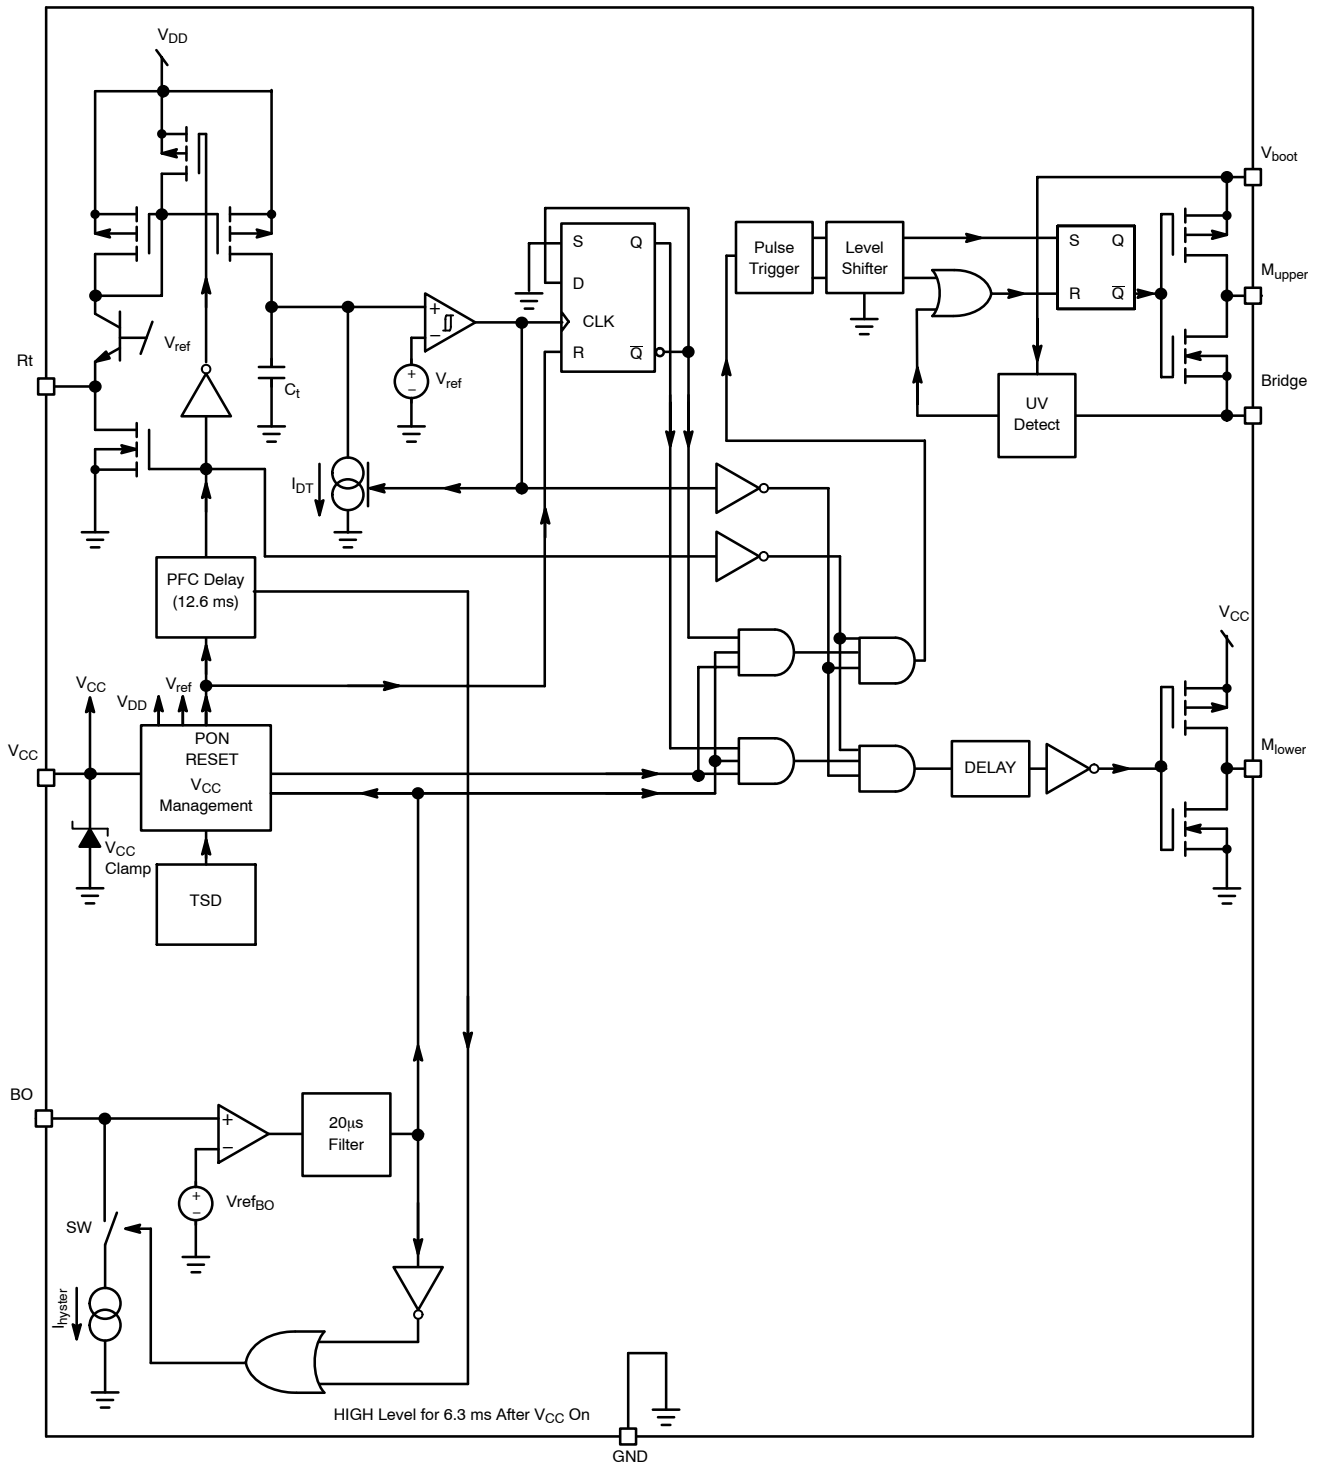 VDD
Vboot
Mupper
Bridge
Pulse
Trigger
Level
Shifter
S Q
R Q
UV
Detect
S Q
D
CLK
R Q
Vref
Rt
Ct
+
−
+
−
Vref
IDT
PFC Delay
(12.6 ms)
VCC
VDD
Vref
VCC
PON
RESET
VCC
Management
VCC
Clamp
TSD
VCC
Mlower
DELAY
BO
+
−
20μs
Filter
+
−
VrefBO
SW
Ihyster
HIGH Level for 6.3 ms After VCC On
GND